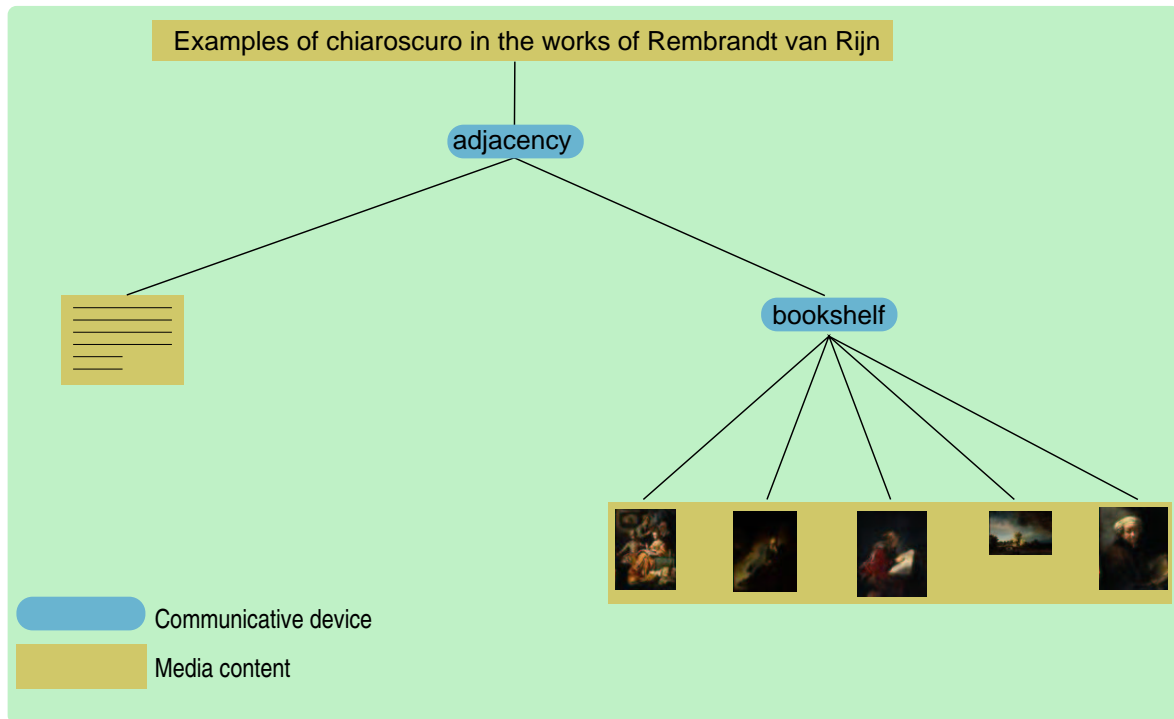 Examples of chiaroscuro in the works of Rembrandt van Rijn
adjacency
bookshelf
Communicative device
Media content